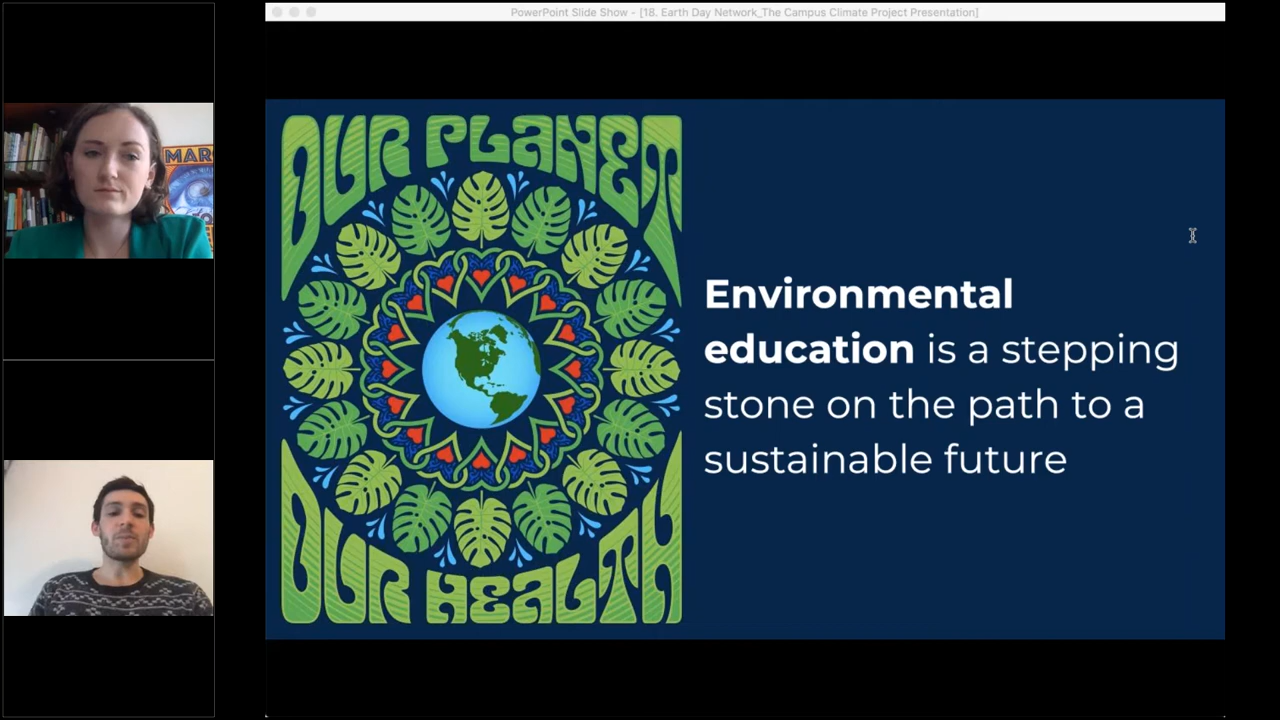 PowerPoint Slide Show - [18. Earth Day Network_The Campus Climate Project Presentation]
MAR
OUR PLANET
Environmental
education is a stepping
stone on the path to a
sustainable future
OUR HEALTH